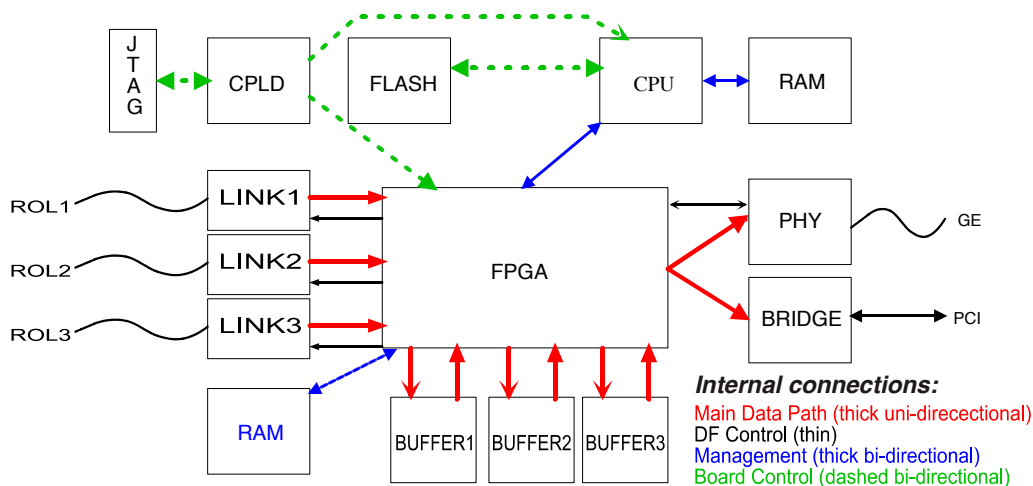 JTAG
CPLD
FLASH
CPU
RAM
ROL1
LINK1
PHY
GE
ROL2
LINK2
FPGA
ROL3
LINK3
BRIDGE
PCI
RAM
BUFFER1
BUFFER2
BUFFER3
Internal connections:
Main Data Path (thick uni-direcectional)
DF Control (thin)
Management (thick bi-directional)
Board Control (dashed bi-directional)